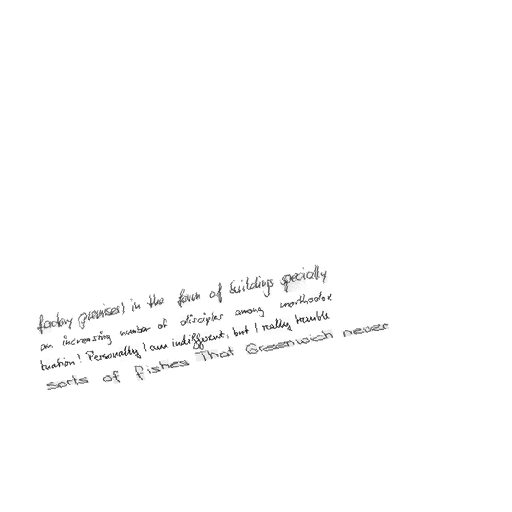 factory premises) in the form of buildings specially
an increasing number of disciples among unorthodox
tuation! Personally I am indifferent, but I really tremble
sorts of fishes That Greenwich never